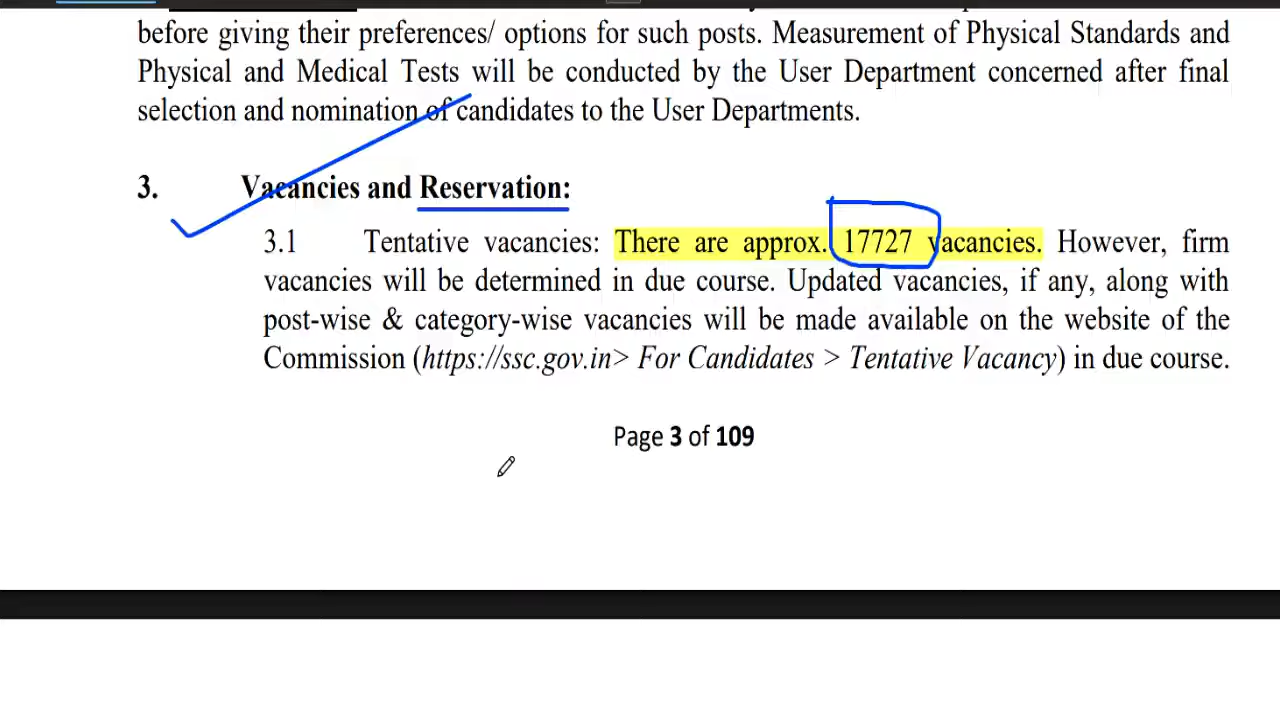 before giving their preferences/ options for such posts. Measurement of Physical Standards and
Physical and Medical Tests will be conducted by the User Department concerned after final
selection and nomination of candidates to the User Departments.
3. Vacancies and Reservation:
3.1 Tentative vacancies: There are approx. 17727 vacancies. However, firm
vacancies will be determined in due course. Updated vacancies, if any, along with
post-wise & category-wise vacancies will be made available on the website of the
Commission (https://ssc.gov.in> For Candidates > Tentative Vacancy) in due course.
Page 3 of 109